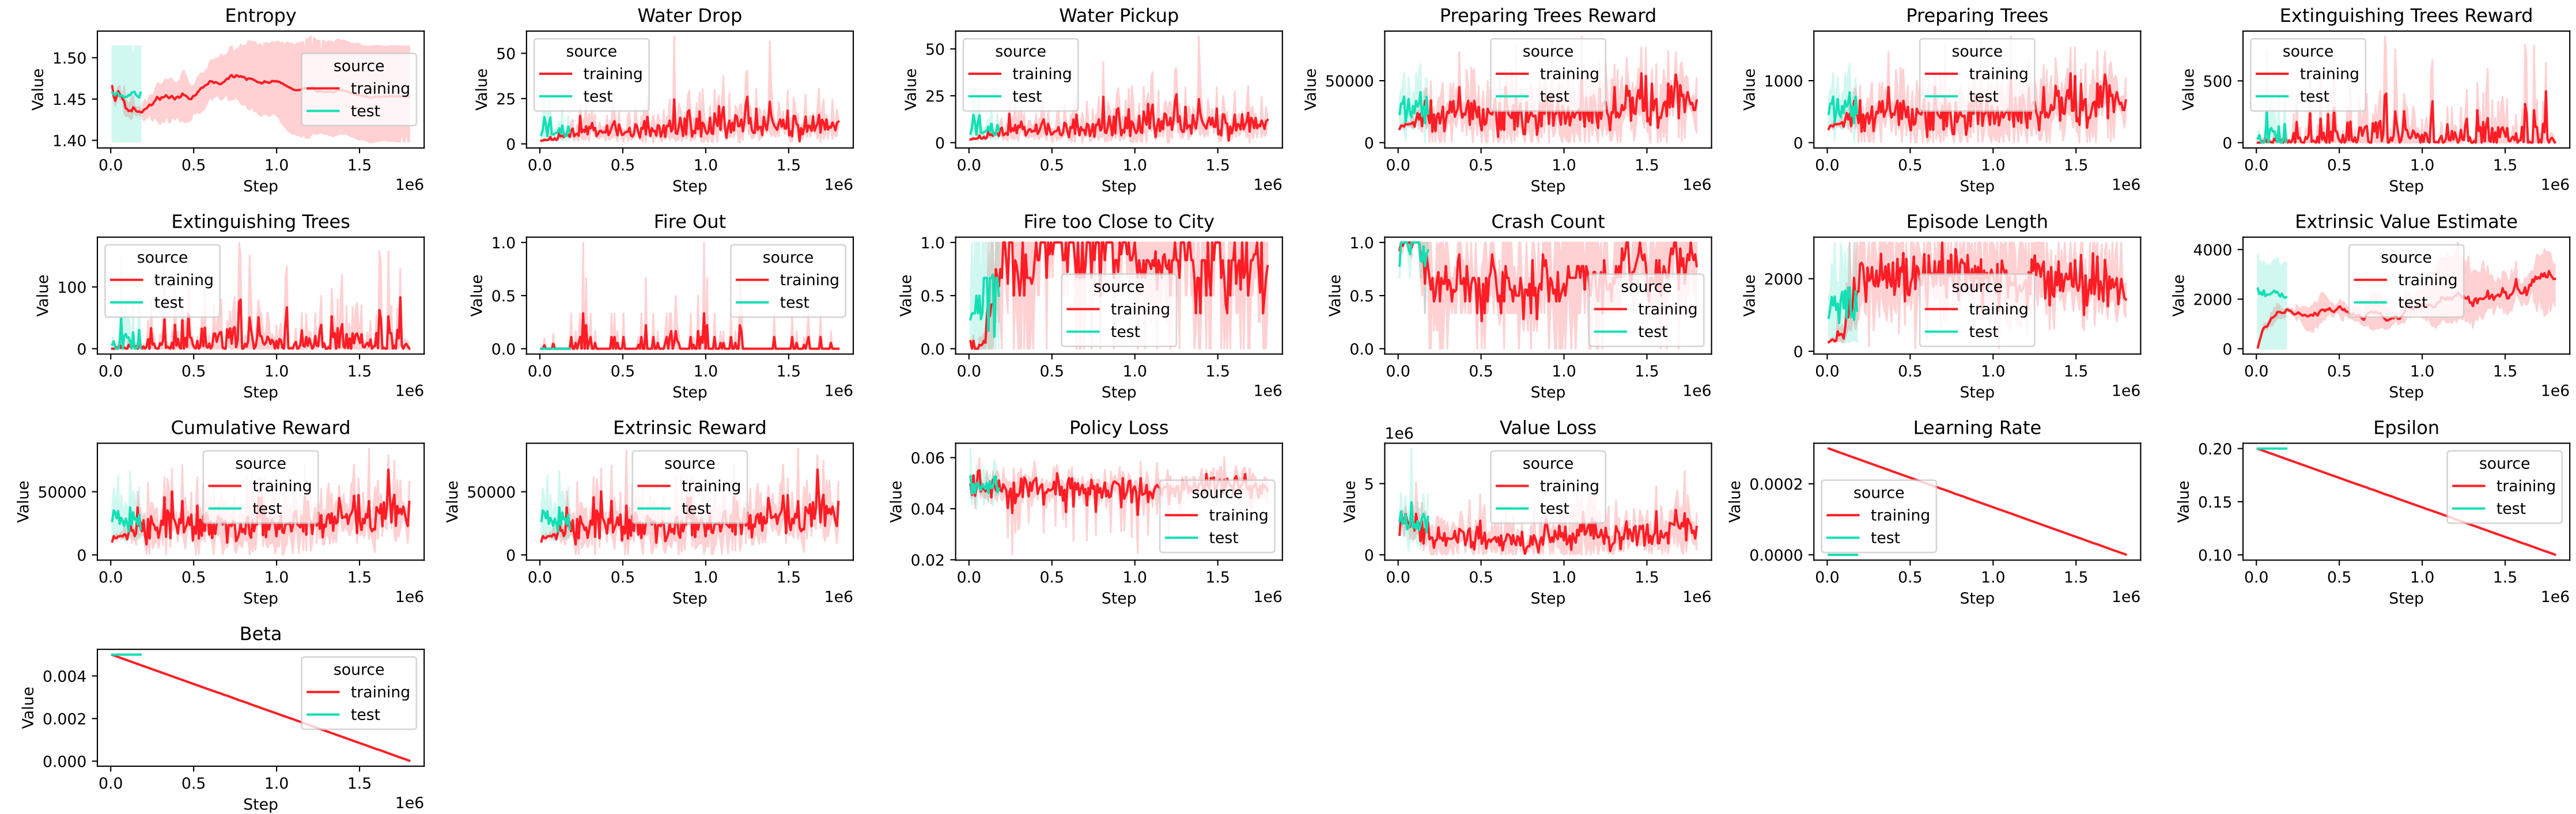 Entropy
Value
1.50
1.45
1.40
source
training
test
0.0 0.5 1.0 1.5
Step
1e6
Water Drop
Value
50
25
0
source
training
test
0.0 0.5 1.0 1.5
Step
1e6
Water Pickup
Value
50
25
0
source
training
test
0.0 0.5 1.0 1.5
Step
1e6
Preparing Trees Reward
Value
50000
0
source
training
test
0.0 0.5 1.0 1.5
Step
1e6
Preparing Trees
Value
1000
0
source
training
test
0.0 0.5 1.0 1.5
Step
1e6
Extinguishing Trees Reward
Value
500
0
source
training
test
0.0 0.5 1.0 1.5
Step
1e6
Extinguishing Trees
Value
100
0
source
training
test
0.0 0.5 1.0 1.5
Step
1e6
Fire Out
Value
1.0
0.5
0.0
source
training
test
0.0 0.5 1.0 1.5
Step
1e6
Fire too Close to City
Value
1.0
0.5
0.0
source
training
test
0.0 0.5 1.0 1.5
Step
1e6
Crash Count
Value
1.0
0.5
0.0
source
training
test
0.0 0.5 1.0 1.5
Step
1e6
Episode Length
Value
2000
0
source
training
test
0.0 0.5 1.0 1.5
Step
1e6
Extrinsic Value Estimate
Value
4000
2000
0
source
training
test
0.0 0.5 1.0 1.5
Step
1e6
Cumulative Reward
Value
50000
0
source
training
test
0.0 0.5 1.0 1.5
Step
1e6
Extrinsic Reward
Value
50000
0
source
training
test
0.0 0.5 1.0 1.5
Step
1e6
Policy Loss
Value
0.06
0.04
0.02
source
training
test
0.0 0.5 1.0 1.5
Step
1e6
Value Loss
1e6
Value
5
0
source
training
test
0.0 0.5 1.0 1.5
Step
1e6
Learning Rate
Value
0.0002
0.0000
source
training
test
0.0 0.5 1.0 1.5
Step
1e6
Epsilon
Value
0.20
0.15
0.10
source
training
test
0.0 0.5 1.0 1.5
Step
1e6
Beta
Value
0.004
0.002
0.000
source
training
test
0.0 0.5 1.0 1.5
Step
1e6